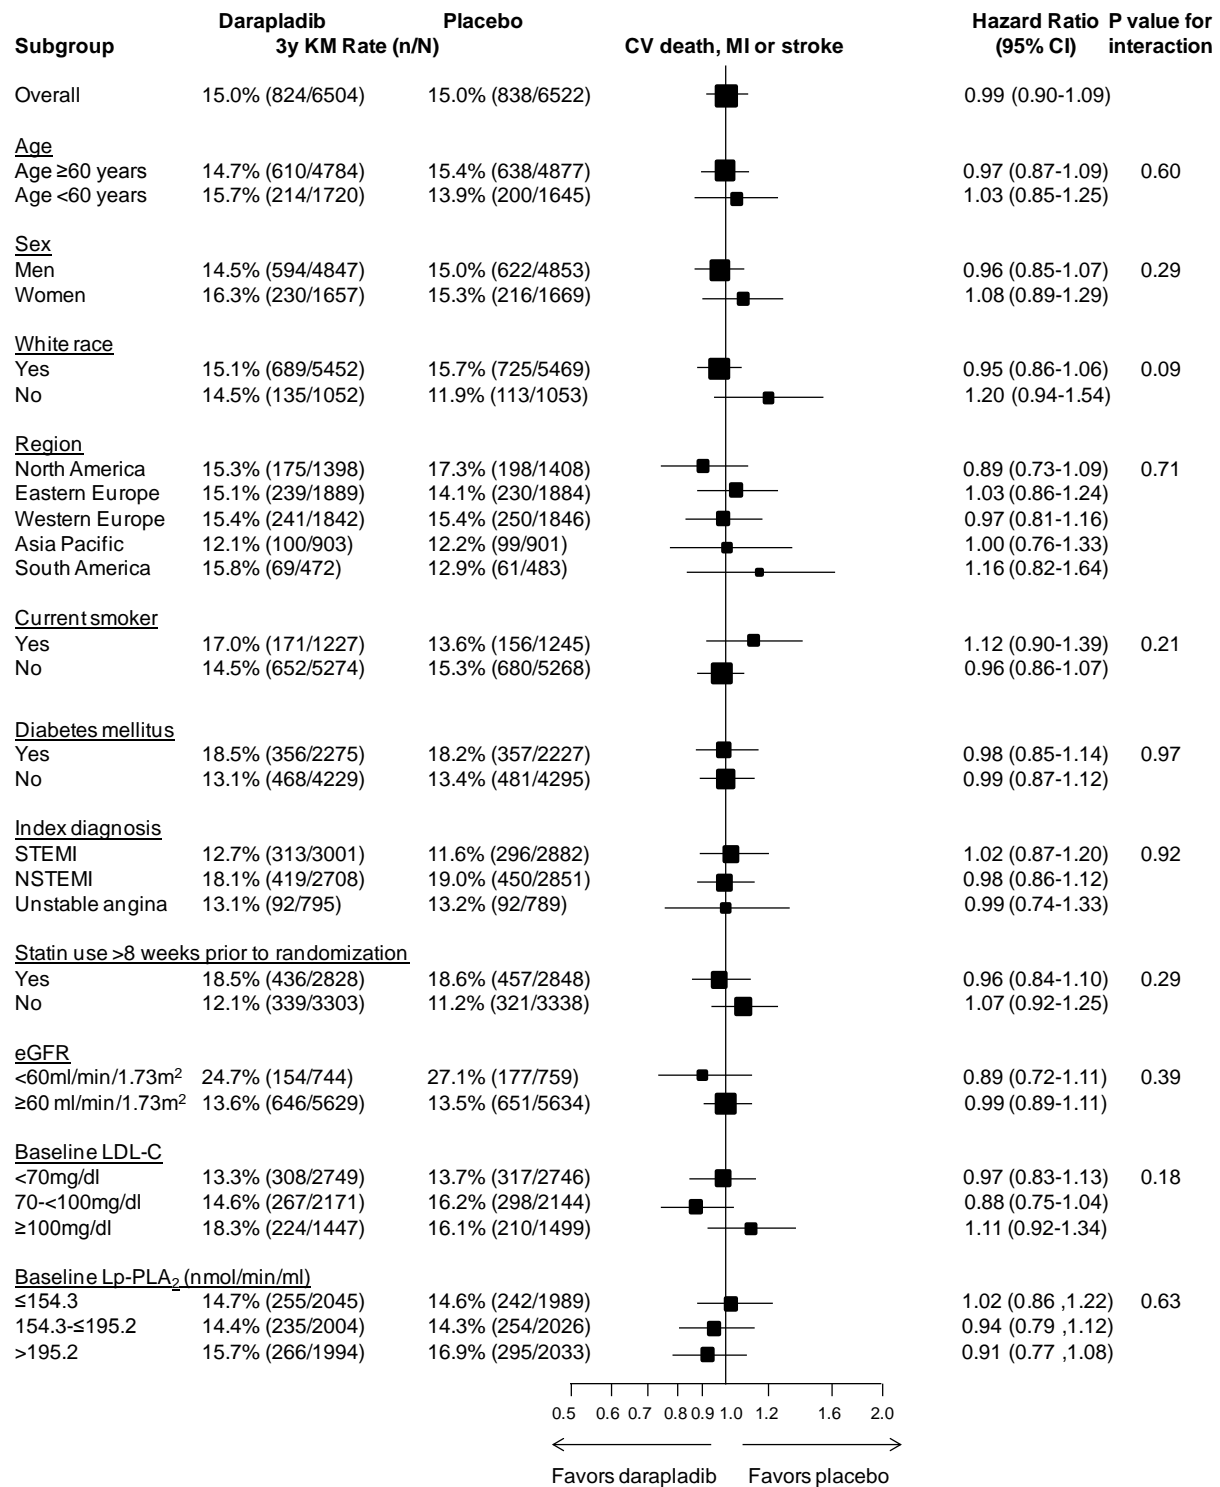 Darapladib Placebo Hazard Ratio P value for
Subgroup 3y KM Rate (n/N) CV death, MI or stroke (95% CI) interaction
Overall 15.0% (824/6504) 15.0% (838/6522) 0.99 (0.90-1.09)
Age
Age ≥60 years 14.7% (610/4784) 15.4% (638/4877) 0.97 (0.87-1.09) 0.60
Age <60 years 15.7% (214/1720) 13.9% (200/1645) 1.03 (0.85-1.25)
Sex
Men 14.5% (594/4847) 15.0% (622/4853) 0.96 (0.85-1.07) 0.29
Women 16.3% (230/1657) 15.3% (216/1669) 1.08 (0.89-1.29)
White race
Yes 15.1% (689/5452) 15.7% (725/5469) 0.95 (0.86-1.06) 0.09
No 14.5% (135/1052) 11.9% (113/1053) 1.20 (0.94-1.54)
Region
North America 15.3% (175/1398) 17.3% (198/1408) 0.89 (0.73-1.09) 0.71
Eastern Europe 15.1% (239/1889) 14.1% (230/1884) 1.03 (0.86-1.24)
Western Europe 15.4% (241/1842) 15.4% (250/1846) 0.97 (0.81-1.16)
Asia Pacific 12.1% (100/903) 12.2% (99/901) 1.00 (0.76-1.33)
South America 15.8% (69/472) 12.9% (61/483) 1.16 (0.82-1.64)
Current smoker
Yes 17.0% (171/1227) 13.6% (156/1245) 1.12 (0.90-1.39) 0.21
No 14.5% (652/5274) 15.3% (680/5268) 0.96 (0.86-1.07)
Diabetes mellitus
Yes 18.5% (356/2275) 18.2% (357/2227) 0.98 (0.85-1.14) 0.97
No 13.1% (468/4229) 13.4% (481/4295) 0.99 (0.87-1.12)
Index diagnosis
STEMI 12.7% (313/3001) 11.6% (296/2882) 1.02 (0.87-1.20) 0.92
NSTEMI 18.1% (419/2708) 19.0% (450/2851) 0.98 (0.86-1.12)
Unstable angina 13.1% (92/795) 13.2% (92/789) 0.99 (0.74-1.33)
Statin use >8 weeks prior to randomization
Yes 18.5% (436/2828) 18.6% (457/2848) 0.96 (0.84-1.10) 0.29
No 12.1% (339/3303) 11.2% (321/3338) 1.07 (0.92-1.25)
eGFR
<60ml/min/1.73m² 24.7% (154/744) 27.1% (177/759) 0.89 (0.72-1.11) 0.39
≥60 ml/min/1.73m² 13.6% (646/5629) 13.5% (651/5634) 0.99 (0.89-1.11)
Baseline LDL-C
<70mg/dl 13.3% (308/2749) 13.7% (317/2746) 0.97 (0.83-1.13) 0.18
70-<100mg/dl 14.6% (267/2171) 16.2% (298/2144) 0.88 (0.75-1.04)
≥100mg/dl 18.3% (224/1447) 16.1% (210/1499) 1.11 (0.92-1.34)
Baseline Lp-PLA₂ (nmol/min/ml)
≤154.3 14.7% (255/2045) 14.6% (242/1989) 1.02 (0.86 ,1.22) 0.63
154.3-≤195.2 14.4% (235/2004) 14.3% (254/2026) 0.94 (0.79 ,1.12)
>195.2 15.7% (266/1994) 16.9% (295/2033) 0.91 (0.77 ,1.08)
0.5 0.6 0.7 0.8 0.9 1.0 1.2 1.6 2.0
Favors darapladib Favors placebo